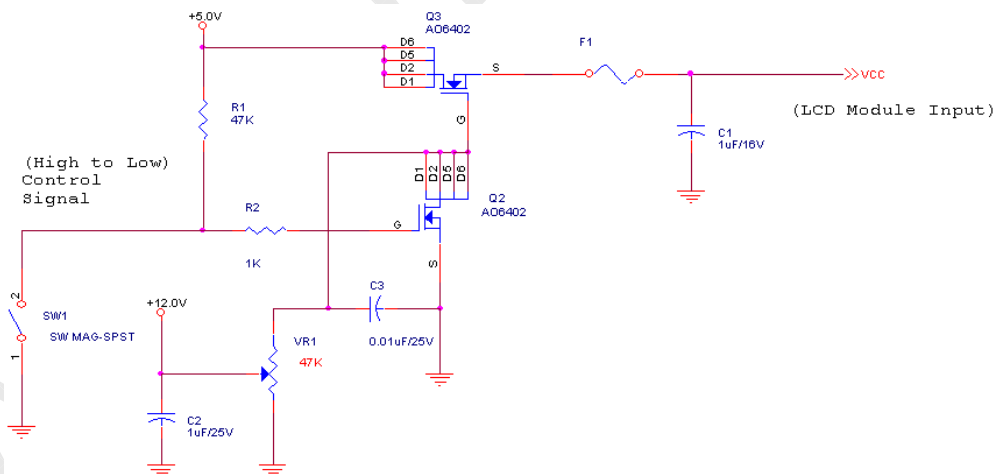 +5.0V
Q3
AO6402
D6
D5
D2
D1
S
G
F1
VCC
(LCD Module Input)
R1
47K
C1
1uF/16V
(High to Low)
Control
Signal
D1
D2
D5
D6
Q2
AO6402
R2
1K
G
S
2
1
SW1
SW MAG-SPST
+12.0V
C3
0.01uF/25V
VR1
47K
C2
1uF/25V